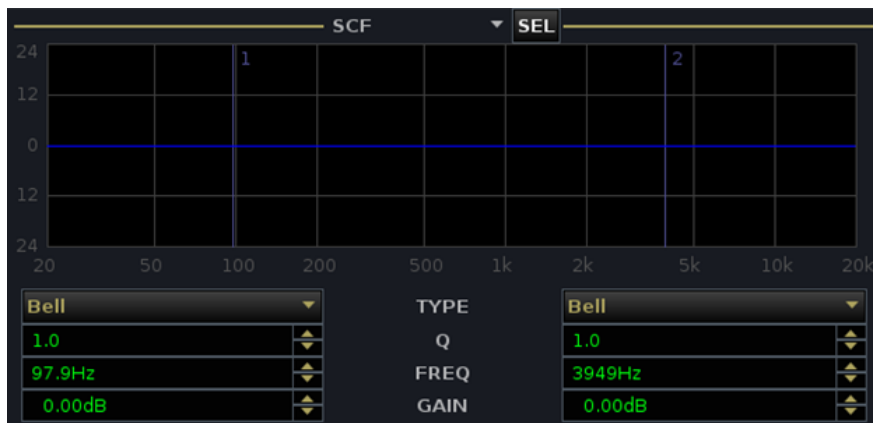 SCF SEL
24
1 2
12
0
12
24
20 50 100 200 500 1k 2k 5k 10k 20k
Bell TYPE Bell
1.0 Q 1.0
97.9Hz FREQ 3949Hz
0.00dB GAIN 0.00dB